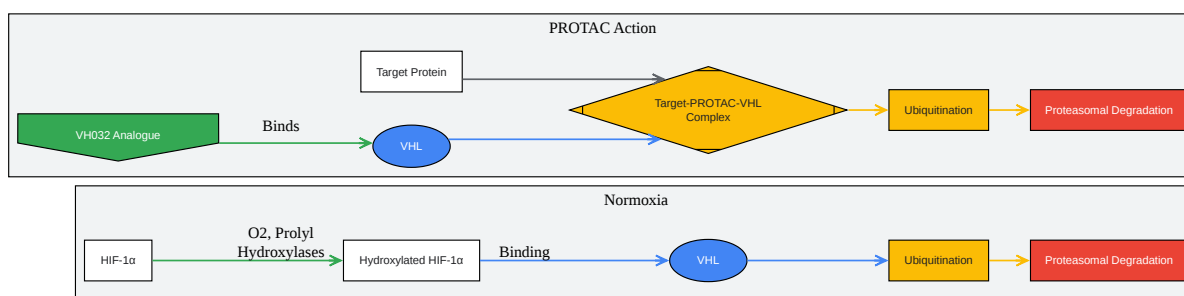 PROTAC Action
Target Protein
Target-PROTAC-VHL
Complex
Ubiquitination
Proteasomal Degradation
VH032 Analogue
Binds
VHL
Normoxia
HIF-1α
O2, Prolyl
Hydroxylases
Hydroxylated HIF-1α
Binding
VHL
Ubiquitination
Proteasomal Degradation